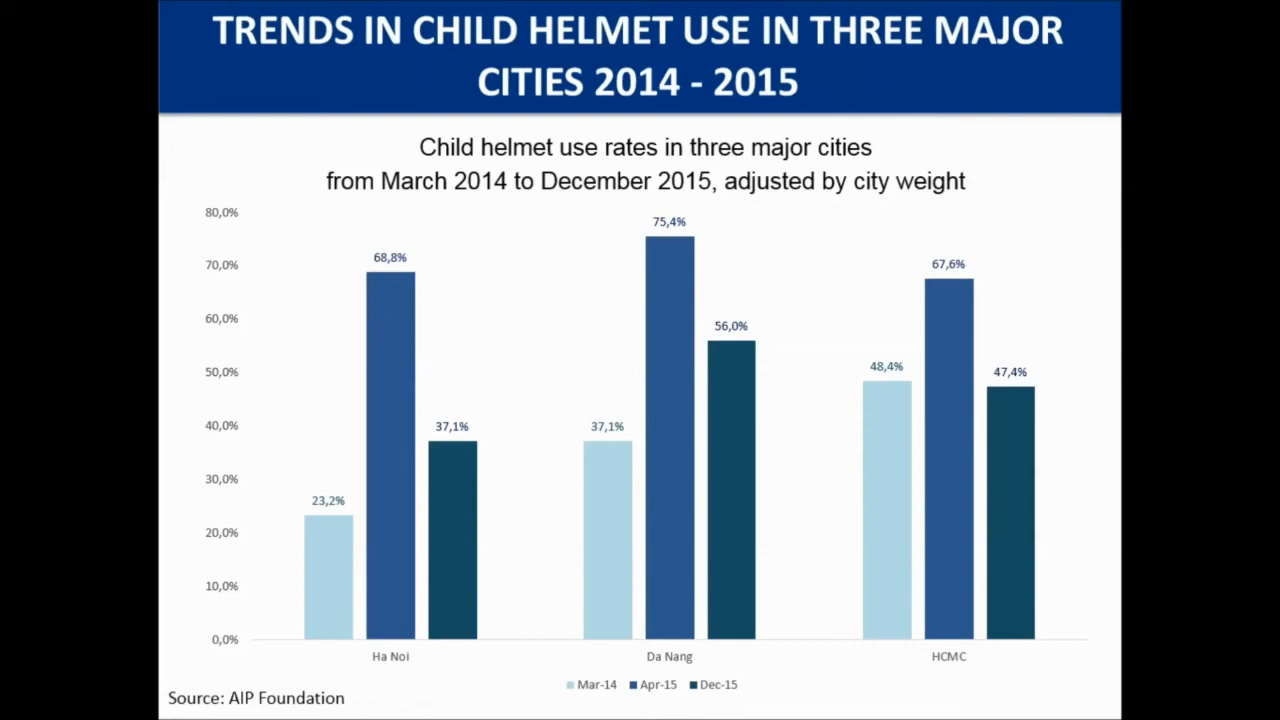 TRENDS IN CHILD HELMET USE IN THREE MAJOR
CITIES 2014 - 2015
Child helmet use rates in three major cities
from March 2014 to December 2015, adjusted by city weight
80,0%
70,0%
60,0%
50,0%
40,0%
30,0%
20,0%
10,0%
0,0%
23,2%
68,8%
37,1%
37,1%
75,4%
56,0%
48,4%
67,6%
47,4%
Ha Noi
Da Nang
HCMC
Mar-14 Apr-15 Dec-15
Source: AIP Foundation